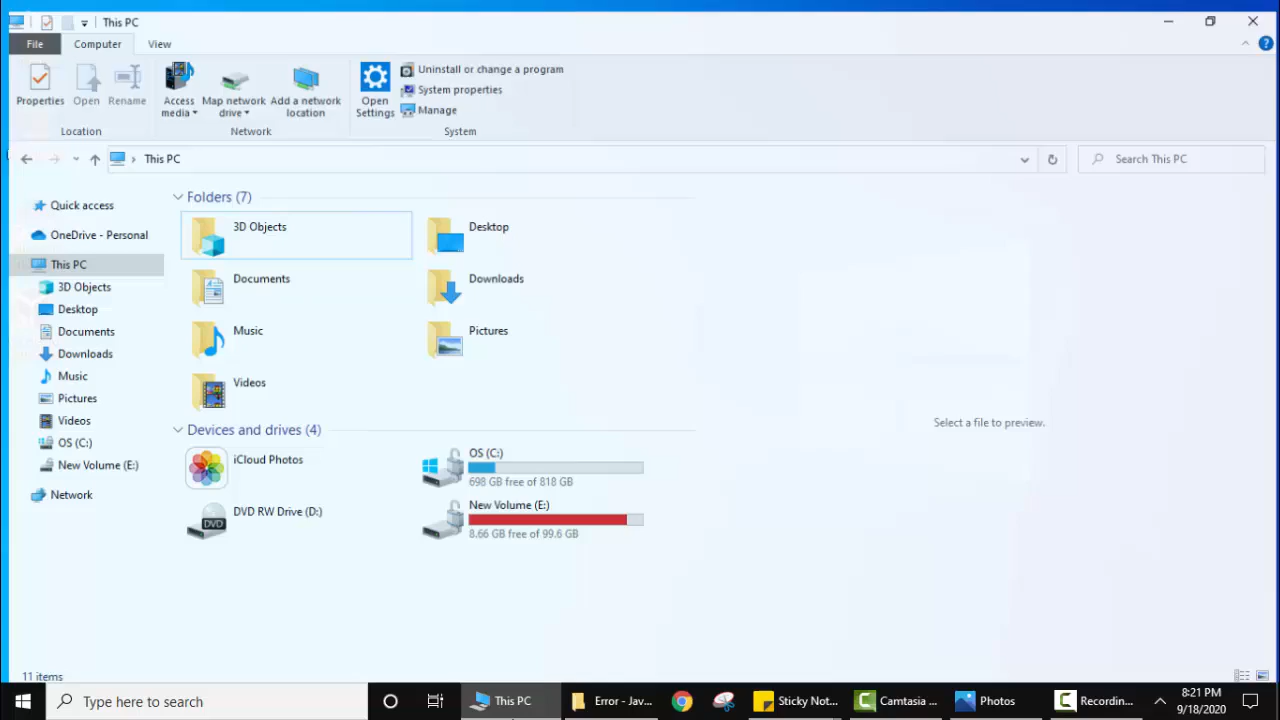 This PC
File Computer View
Properties Open Rename Access media Map network drive Add a network location Open Settings Uninstall or change a program
System properties
Manage
Location Network System
This PC Search This PC
Quick access
OneDrive - Personal
This PC
3D Objects
Desktop
Documents
Downloads
Music
Pictures
Videos
OS (C:)
New Volume (E:)
Network
Folders (7)
3D Objects Desktop
Documents Downloads
Music Pictures
Videos
Devices and drives (4)
iCloud Photos OS (C:)
698 GB free of 818 GB
DVD
DVD RW Drive (D:) New Volume (E:)
8.66 GB free of 99.6 GB
Select a file to preview.
11 items
Type here to search This PC Error - Jav... Sticky Not... Camtasia ... Photos Recordin... 8:21 PM
9/18/2020